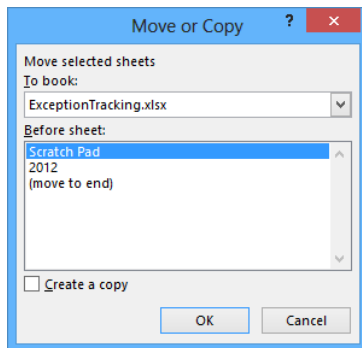 Move or Copy
?
Move selected sheets
To book:
ExceptionTracking.xlsx
Before sheet:
Scratch Pad
2012
(move to end)
Create a copy
OK Cancel